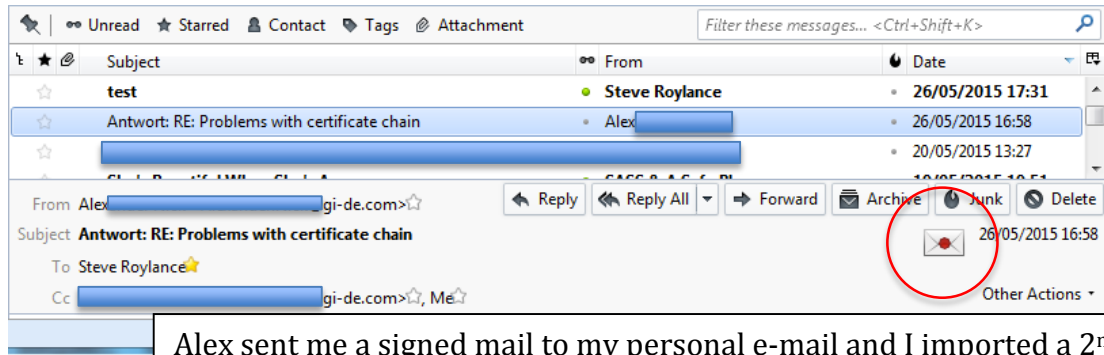 Unread Starred Contact Tags Attachment Filter these messages... <Ctrl+Shift+K>
Subject From Date
test Steve Roylance 26/05/2015 17:31
Antwort: RE: Problems with certificate chain Alex 26/05/2015 16:58
20/05/2015 13:27
From Alex gi-de.com> Reply Reply All Forward Archive Junk Delete
Subject Antwort: RE: Problems with certificate chain 26/05/2015 16:58
To Steve Roylance
Cc gi-de.com>, Me Other Actions
Alex sent me a signed mail to my personal e-mail and I imported a 2